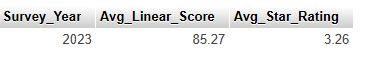 Survey_Year Avg_Linear_Score Avg_Star_Rating
2023 85.27 3.26